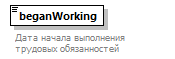 beganWorking
Дата начала выполнения
трудовых обязанностей